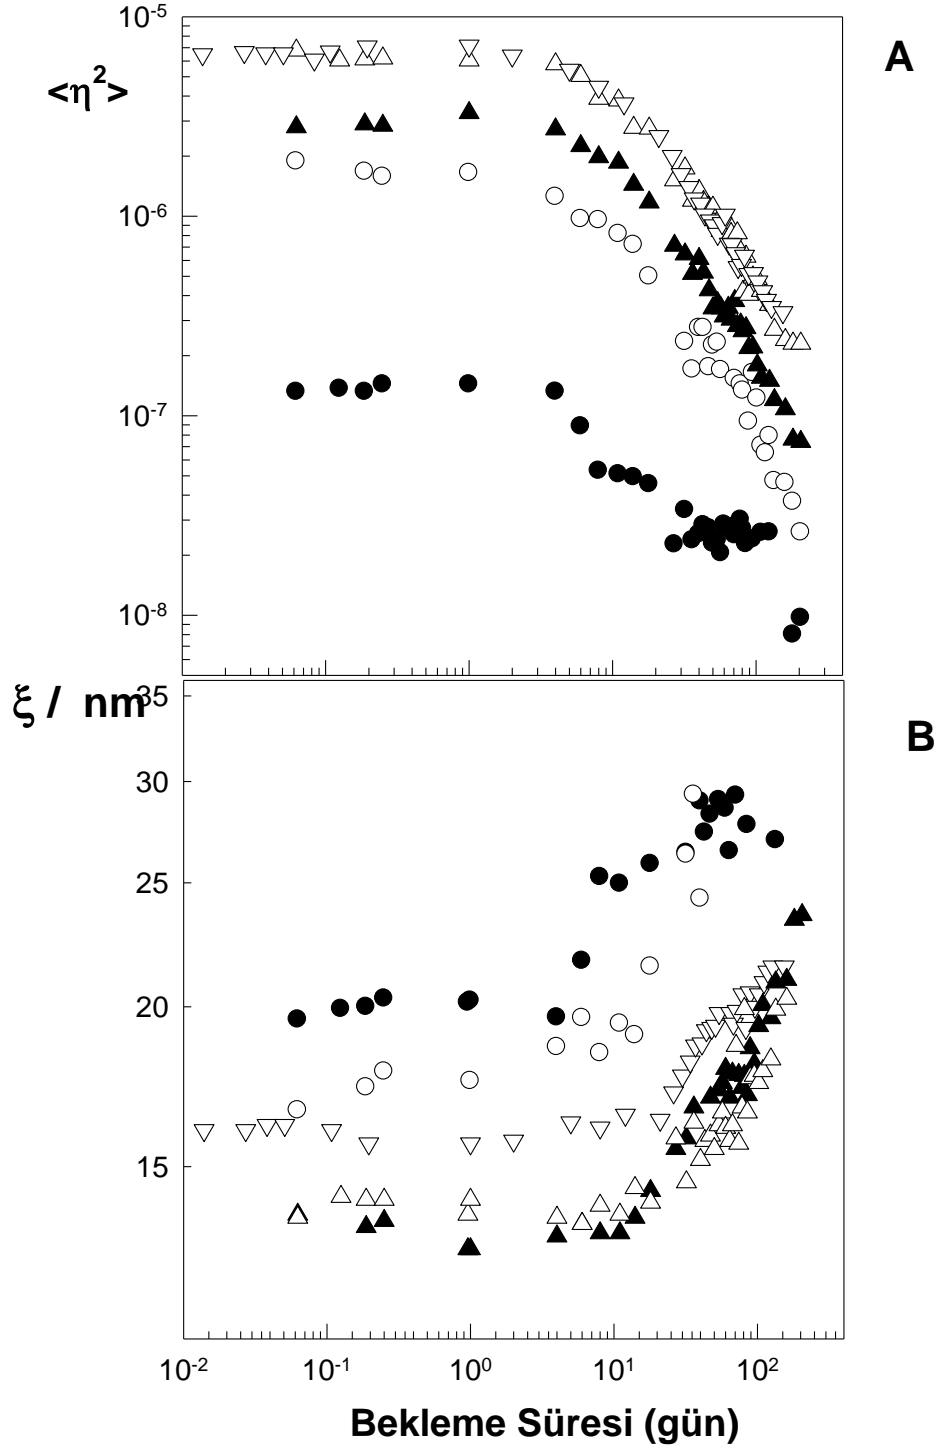 10⁻⁵
A
<η²>
10⁻⁶
10⁻⁷
10⁻⁸
ξ / nm
35
B
30
25
20
15
10⁻² 10⁻¹ 10⁰ 10¹ 10²
Bekleme Süresi (gün)